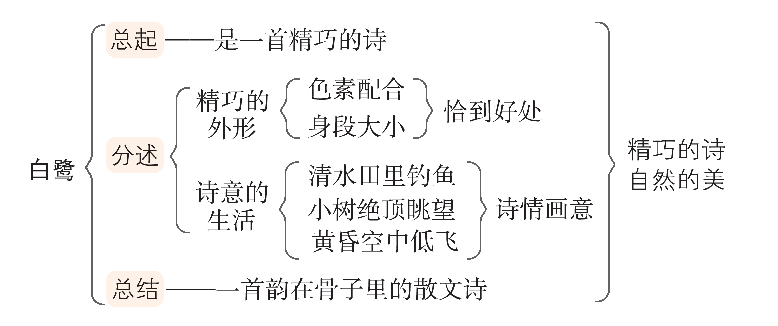 白鹭
总起——是一首精巧的诗
分述
精巧的
外形
色素配合
身段大小
恰到好处
诗意的
生活
清水田里钓鱼
小树绝顶眺望
黄昏空中低飞
诗情画意
总结——一首韵在骨子里的散文诗
精巧的诗
自然的美